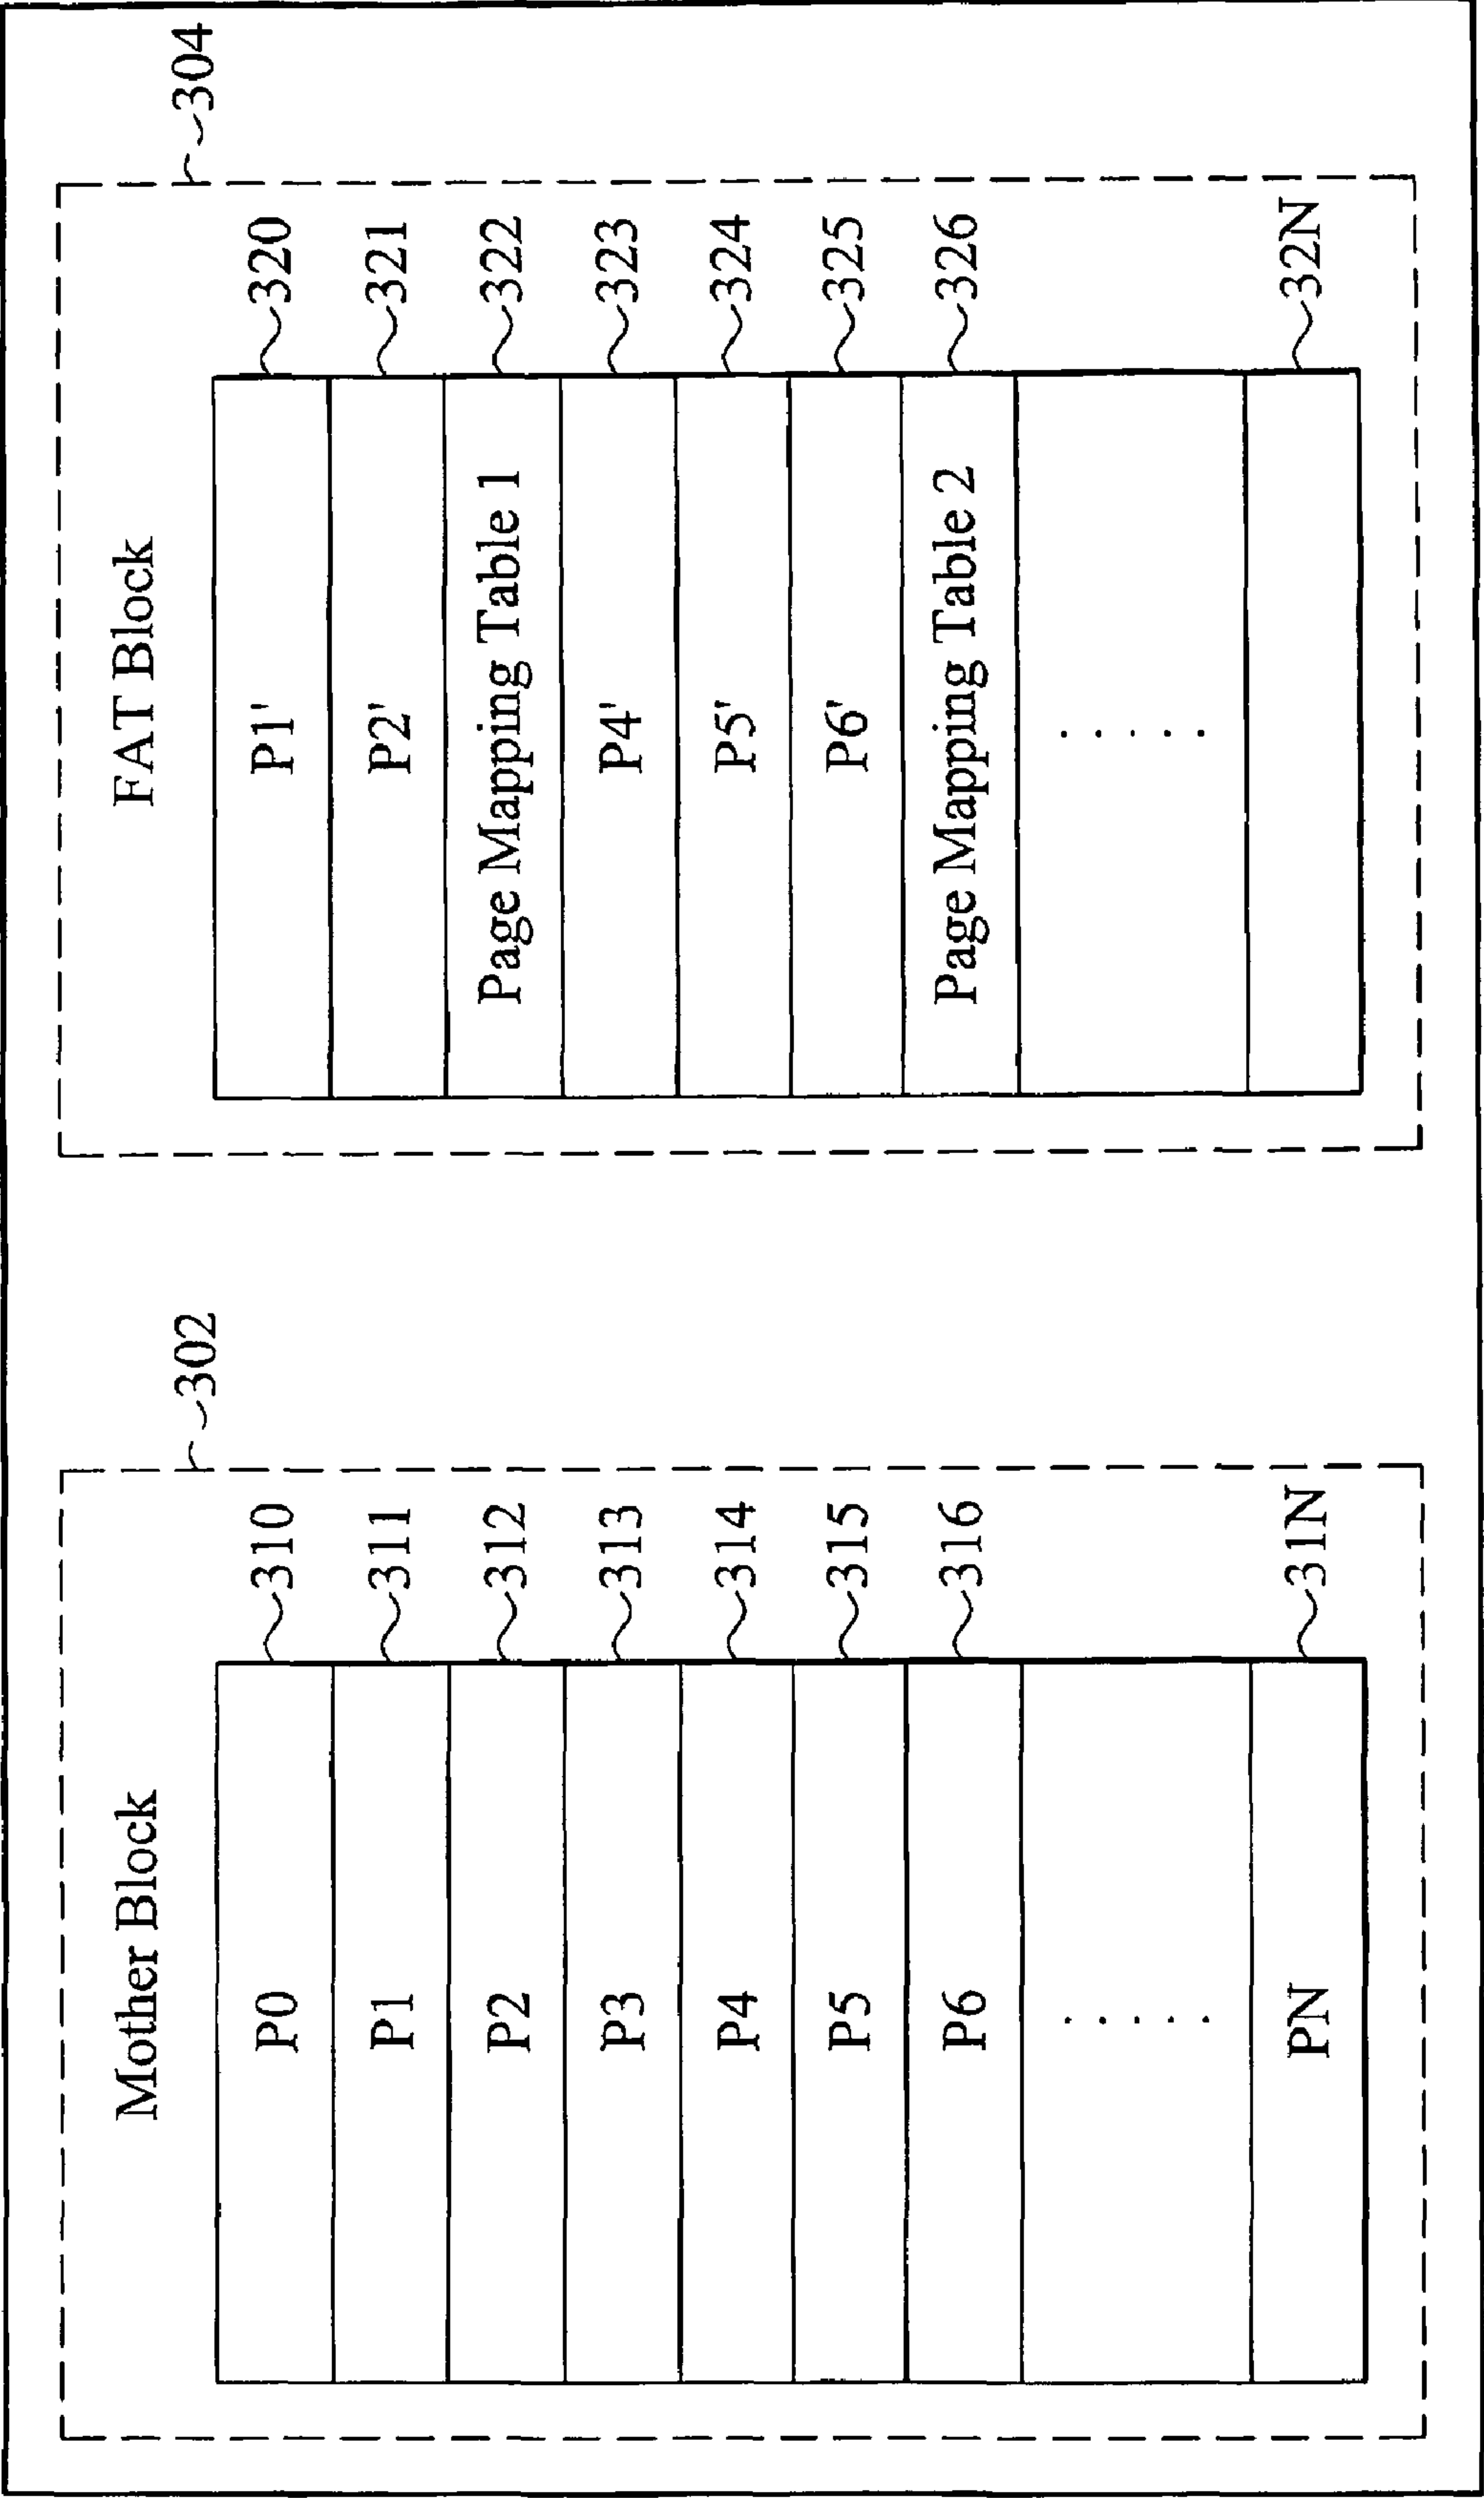 Mother Block
302
P0
310
P1
311
P2
312
P3
313
P4
314
P5
315
P6
316
. . . . .
PN
31N
FAT Block
304
P1'
320
P2'
321
Page Mapping Table 1
322
P4'
323
P5'
324
P6'
325
Page Mapping Table 2
326
. . . . .
32N